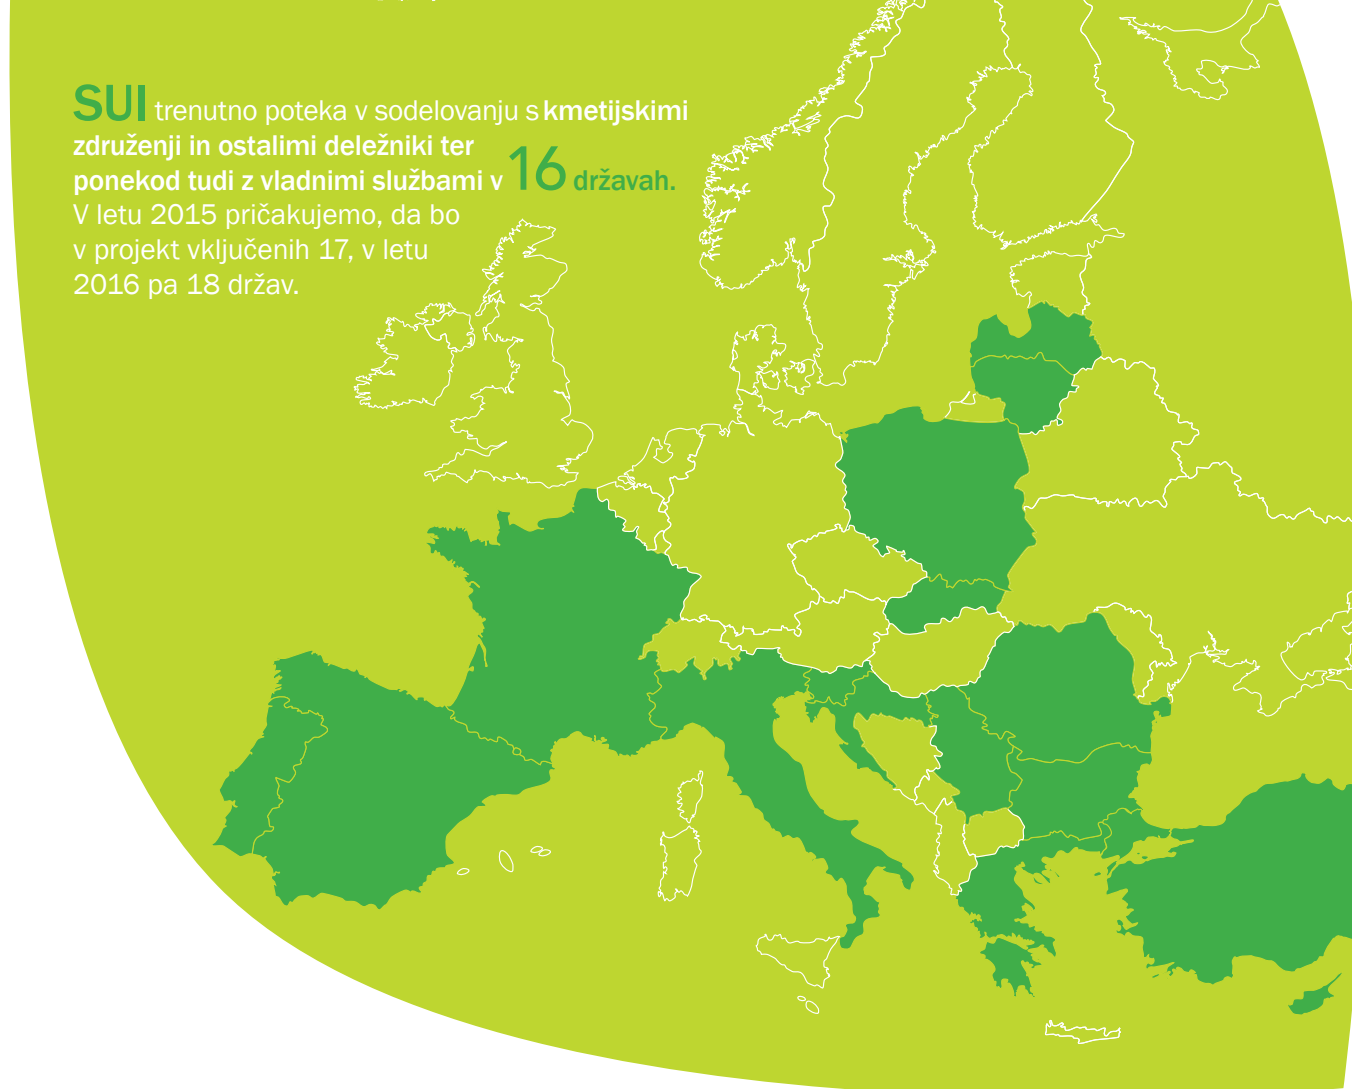 SUI trenutno poteka v sodelovanju s kmetijskimi
združenji in ostalimi deležniki ter
ponekod tudi z vladnimi službami v 16 državah.
V letu 2015 pričakujemo, da bo
v projekt vključenih 17, v letu
2016 pa 18 držav.